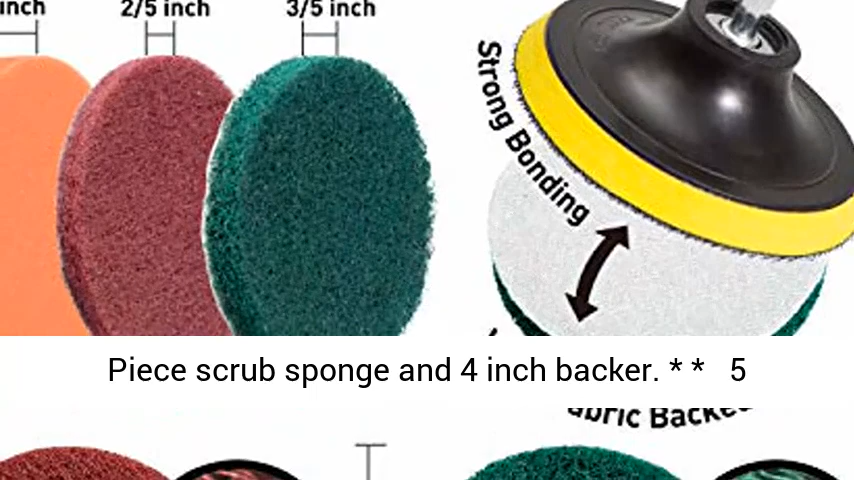 inch 2/5 inch 3/5 inch
Strong Bonding
Piece scrub sponge and 4 inch backer. * * 5